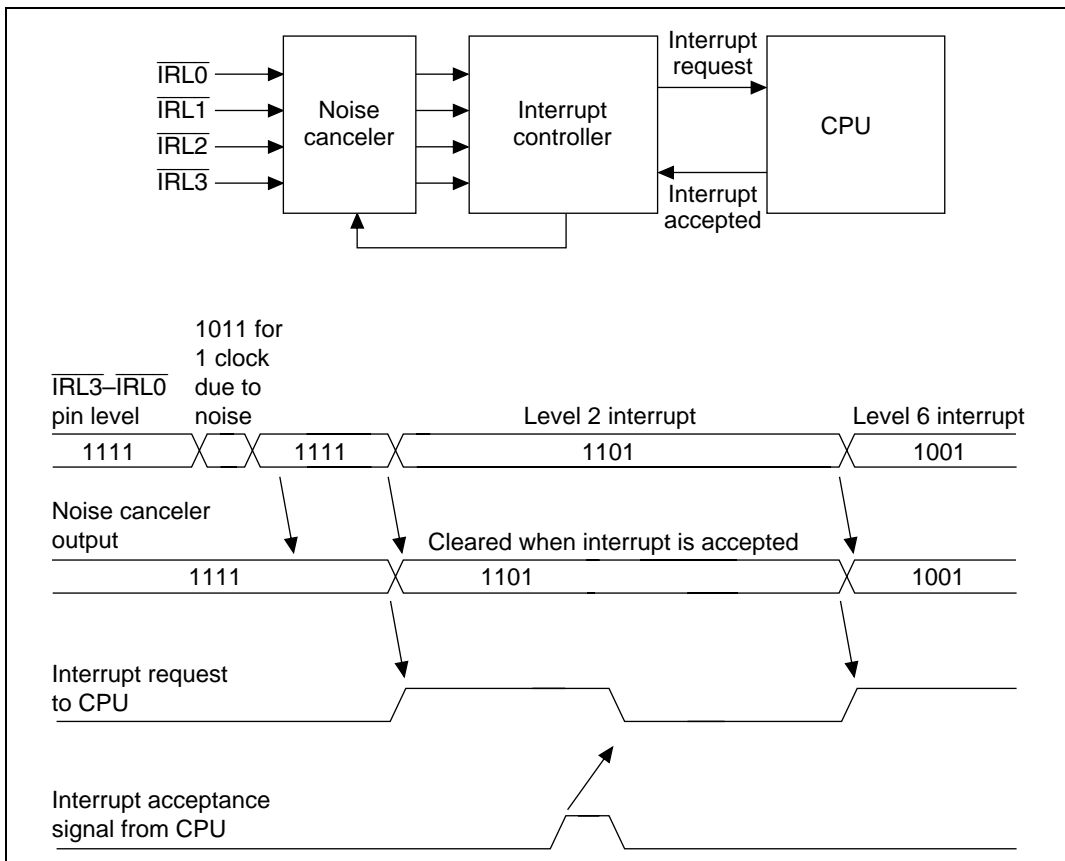 Interrupt
request
IRL0
IRL1
IRL2
IRL3
Noise
canceler
Interrupt
controller
CPU
Interrupt
accepted
1011 for
1 clock
due to
noise
IRL3–IRL0
pin level
Level 2 interrupt
Level 6 interrupt
1111
1111
1101
1001
Noise canceler
output
Cleared when interrupt is accepted
1111
1101
1001
Interrupt request
to CPU
Interrupt acceptance
signal from CPU